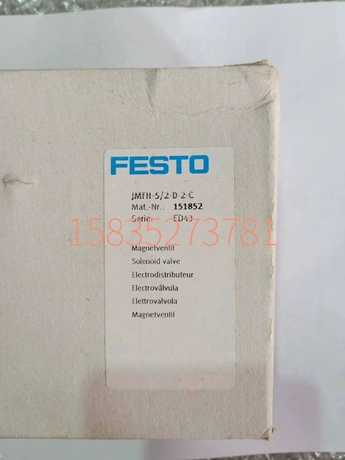 FESTO
JMFH-5/2-D-2-C
Mat.-Nr.: 151852
Serie: ED43
15835273781
Magnetventil
Solenoid valve
Electrodistributeur
Electroválvula
Elettrovalvola
Magnetventil